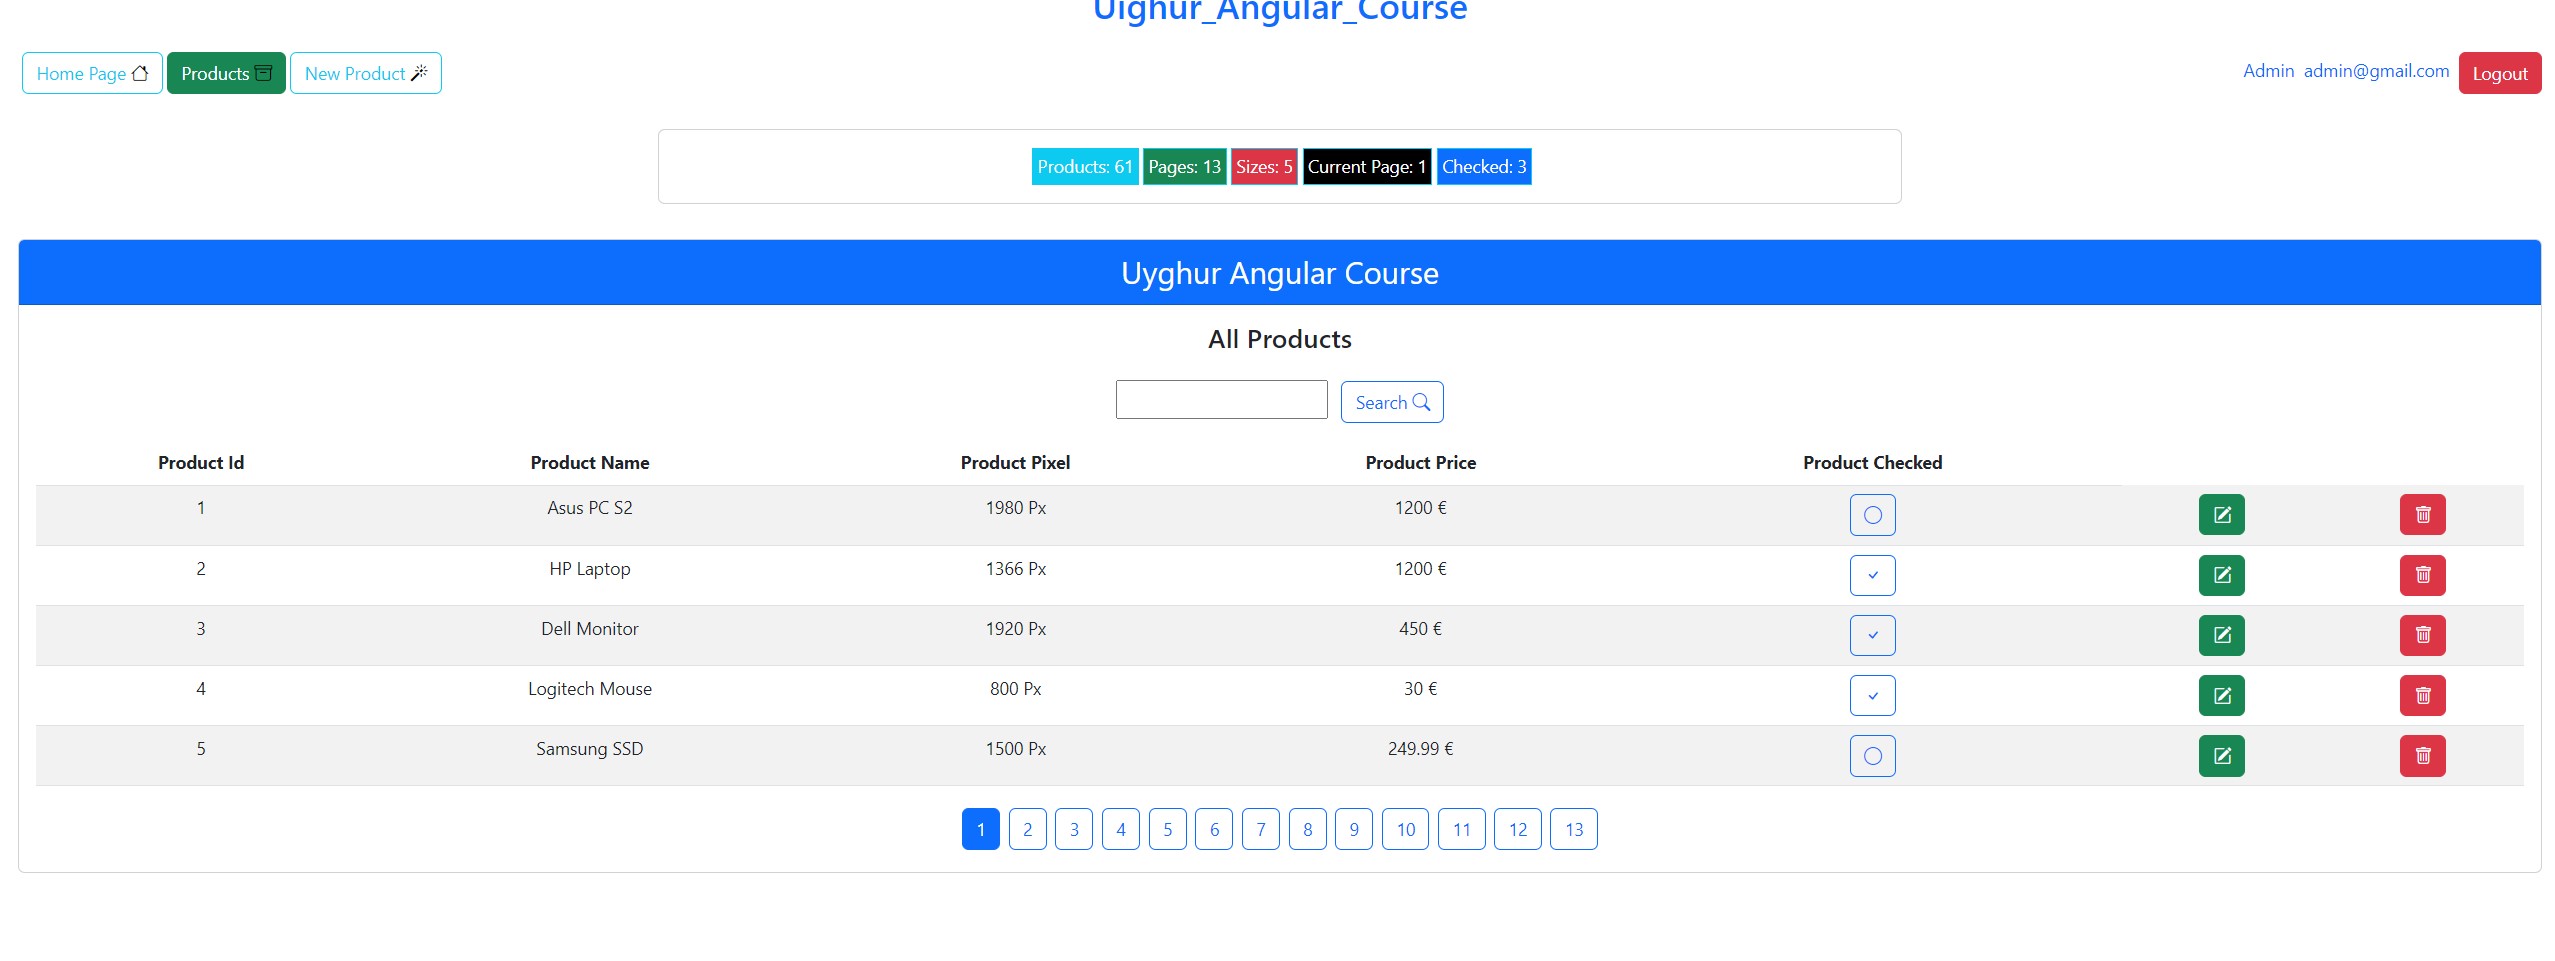 Uighur_Angular_Course
Home Page Products New Product Admin admin@gmail.com Logout
Products: 61 Pages: 13 Sizes: 5 Current Page: 1 Checked: 3
Uyghur Angular Course
All Products
Search
Product Id Product Name Product Pixel Product Price Product Checked
1 Asus PC S2 1980 Px 1200 €
2 HP Laptop 1366 Px 1200 €
3 Dell Monitor 1920 Px 450 €
4 Logitech Mouse 800 Px 30 €
5 Samsung SSD 1500 Px 249.99 €
1 2 3 4 5 6 7 8 9 10 11 12 13